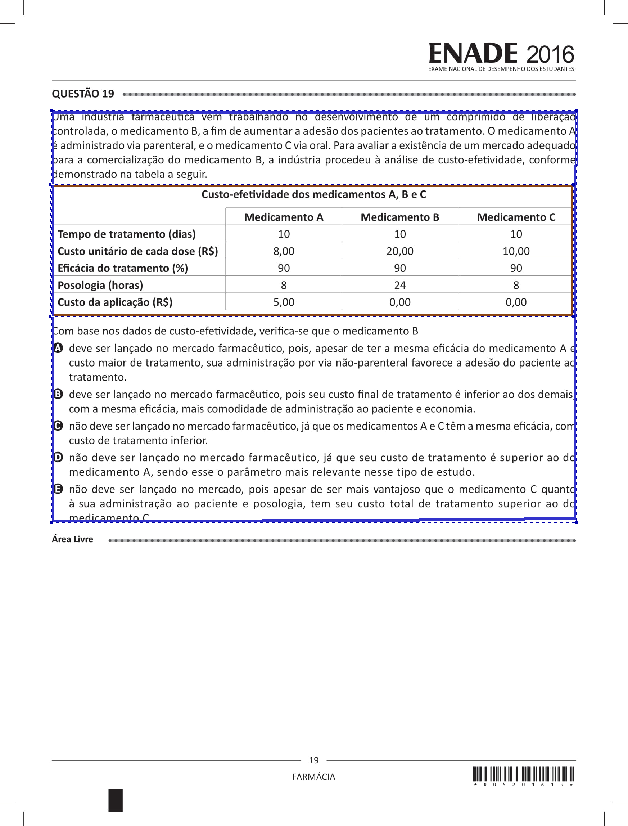 ENADE 2016
EXAME NACIONAL DE DESEMPENHO DOS ESTUDANTES
QUESTÃO 19
Uma indústria farmacêutica vem trabalhando no desenvolvimento de um comprimido de liberação
controlada, o medicamento B, a fim de aumentar a adesão dos pacientes ao tratamento. O medicamento A
é administrado via parenteral, e o medicamento C via oral. Para avaliar a existência de um mercado adequado
para a comercialização do medicamento B, a indústria procedeu à análise de custo-efetividade, conforme
demonstrado na tabela a seguir.
Custo-efetividade dos medicamentos A, B e C
Medicamento A Medicamento B Medicamento C
Tempo de tratamento (dias) 10 10 10
Custo unitário de cada dose (R$) 8,00 20,00 10,00
Eficácia do tratamento (%) 90 90 90
Posologia (horas) 8 24 8
Custo da aplicação (R$) 5,00 0,00 0,00
Com base nos dados de custo-efetividade, verifica-se que o medicamento B
A deve ser lançado no mercado farmacêutico, pois, apesar de ter a mesma eficácia do medicamento A e
custo maior de tratamento, sua administração por via não-parenteral favorece a adesão do paciente ao
tratamento.
B deve ser lançado no mercado farmacêutico, pois seu custo final de tratamento é inferior ao dos demais,
com a mesma eficácia, mais comodidade de administração ao paciente e economia.
C não deve ser lançado no mercado farmacêutico, já que os medicamentos A e C têm a mesma eficácia, com
custo de tratamento inferior.
D não deve ser lançado no mercado farmacêutico, já que seu custo de tratamento é superior ao do
medicamento A, sendo esse o parâmetro mais relevante nesse tipo de estudo.
E não deve ser lançado no mercado, pois apesar de ser mais vantajoso que o medicamento C quanto
à sua administração ao paciente e posologia, tem seu custo total de tratamento superior ao do
medicamento C.
Área Livre
19
FARMÁCIA